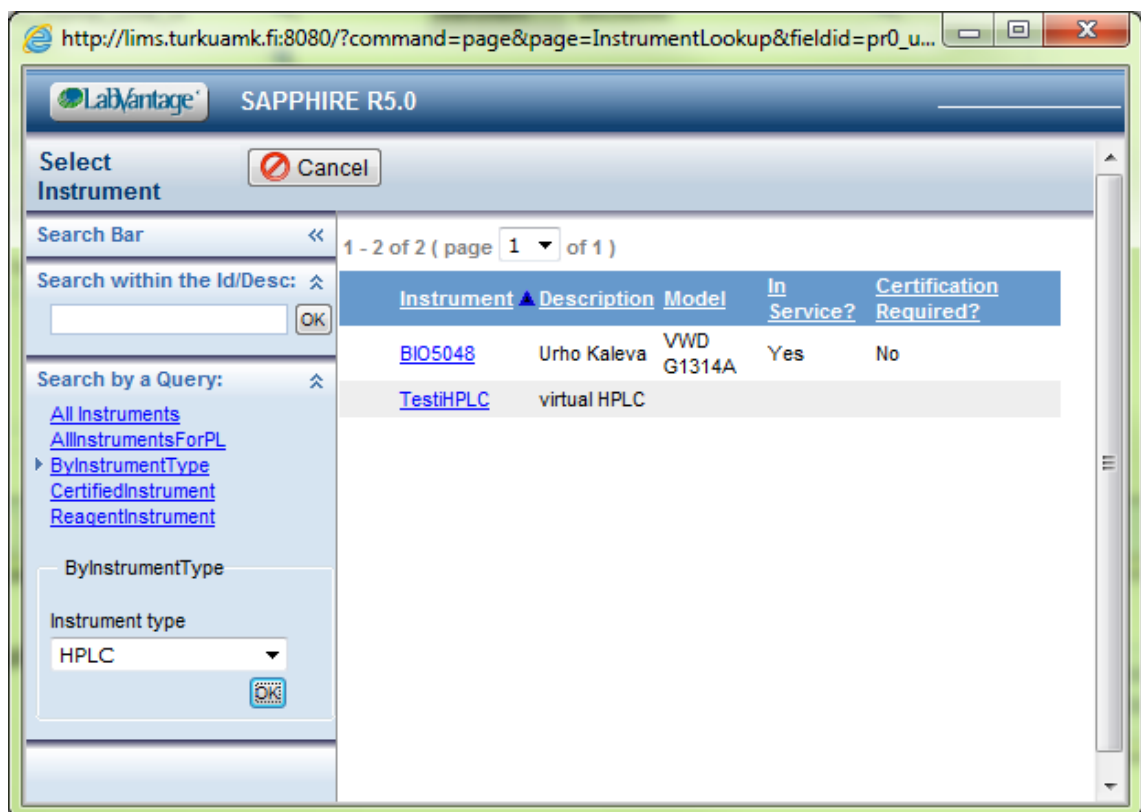 http://lims.turkuamk.fi:8080/?command=page&page=InstrumentLookup&fieldid=pr0_u...
LabVantage SAPPHIRE R5.0
Select
Instrument
Cancel
Search Bar
1 - 2 of 2 ( page 1 of 1 )
Search within the Id/Desc:
OK
Search by a Query:
All Instruments
AllInstrumentsForPL
ByInstrumentType
CertifiedInstrument
ReagentInstrument
ByInstrumentType
Instrument type
HPLC
OK
Instrument Description Model In Service? Certification Required?
BIO5048 Urho Kaleva VWD G1314A Yes No
TestiHPLC virtual HPLC